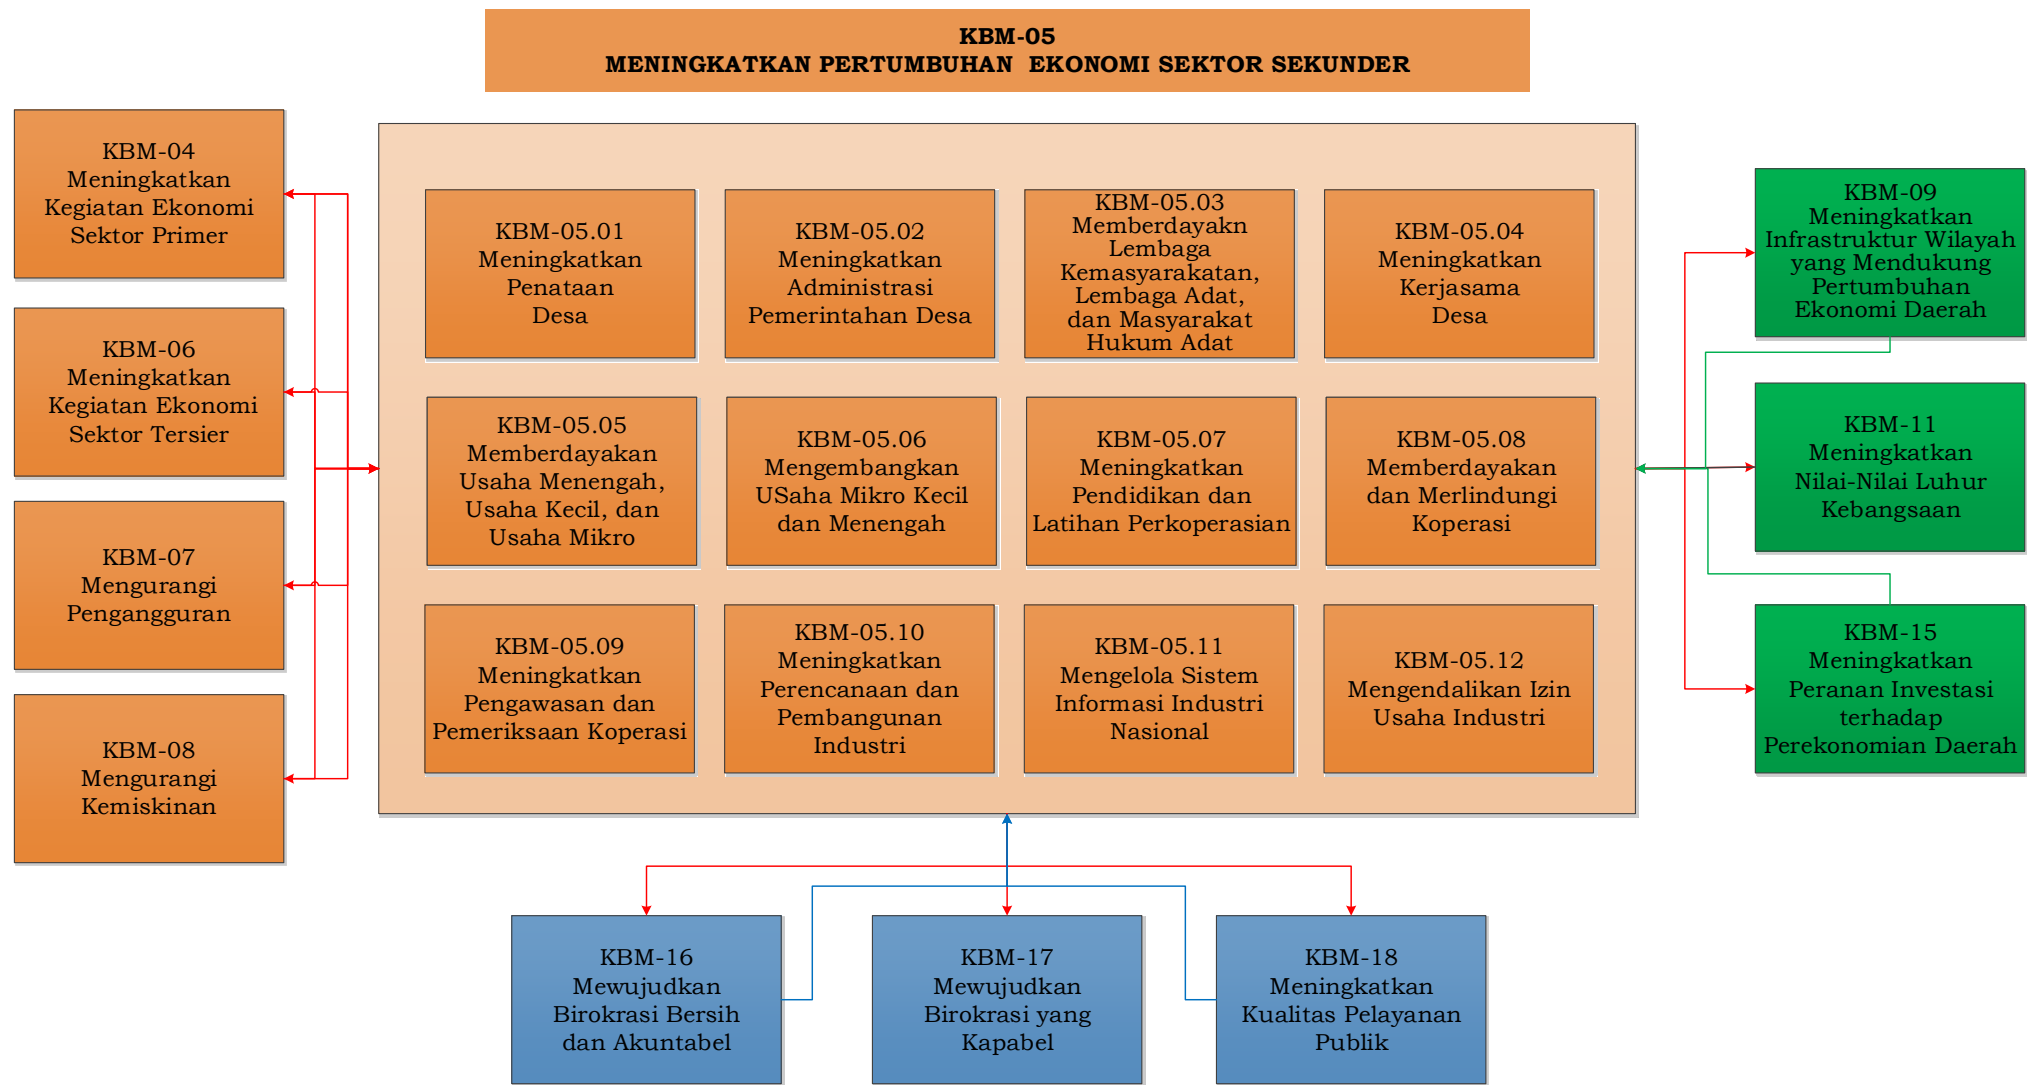 KBM-05
MENINGKATKAN PERTUMBUHAN EKONOMI SEKTOR SEKUNDER
KBM-04
Meningkatkan
Kegiatan Ekonomi
Sektor Primer
KBM-06
Meningkatkan
Kegiatan Ekonomi
Sektor Tersier
KBM-07
Mengurangi
Pengangguran
KBM-08
Mengurangi
Kemiskinan
KBM-05.01
Meningkatkan
Penataan
Desa
KBM-05.02
Meningkatkan
Administrasi
Pemerintahan Desa
KBM-05.03
Memberdayakn
Lembaga
Kemasyarakatan,
Lembaga Adat,
dan Masyarakat
Hukum Adat
KBM-05.04
Meningkatkan
Kerjasama
Desa
KBM-05.05
Memberdayakan
Usaha Menengah,
Usaha Kecil, dan
Usaha Mikro
KBM-05.06
Mengembangkan
USaha Mikro Kecil
dan Menengah
KBM-05.07
Meningkatkan
Pendidikan dan
Latihan Perkoperasian
KBM-05.08
Memberdayakan
dan Merlindungi
Koperasi
KBM-05.09
Meningkatkan
Pengawasan dan
Pemeriksaan Koperasi
KBM-05.10
Meningkatkan
Perencanaan dan
Pembangunan
Industri
KBM-05.11
Mengelola Sistem
Informasi Industri
Nasional
KBM-05.12
Mengendalikan Izin
Usaha Industri
KBM-09
Meningkatkan
Infrastruktur Wilayah
yang Mendukung
Pertumbuhan
Ekonomi Daerah
KBM-11
Meningkatkan
Nilai-Nilai Luhur
Kebangsaan
KBM-15
Meningkatkan
Peranan Investasi
terhadap
Perekonomian Daerah
KBM-16
Mewujudkan
Birokrasi Bersih
dan Akuntabel
KBM-17
Mewujudkan
Birokrasi yang
Kapabel
KBM-18
Meningkatkan
Kualitas Pelayanan
Publik